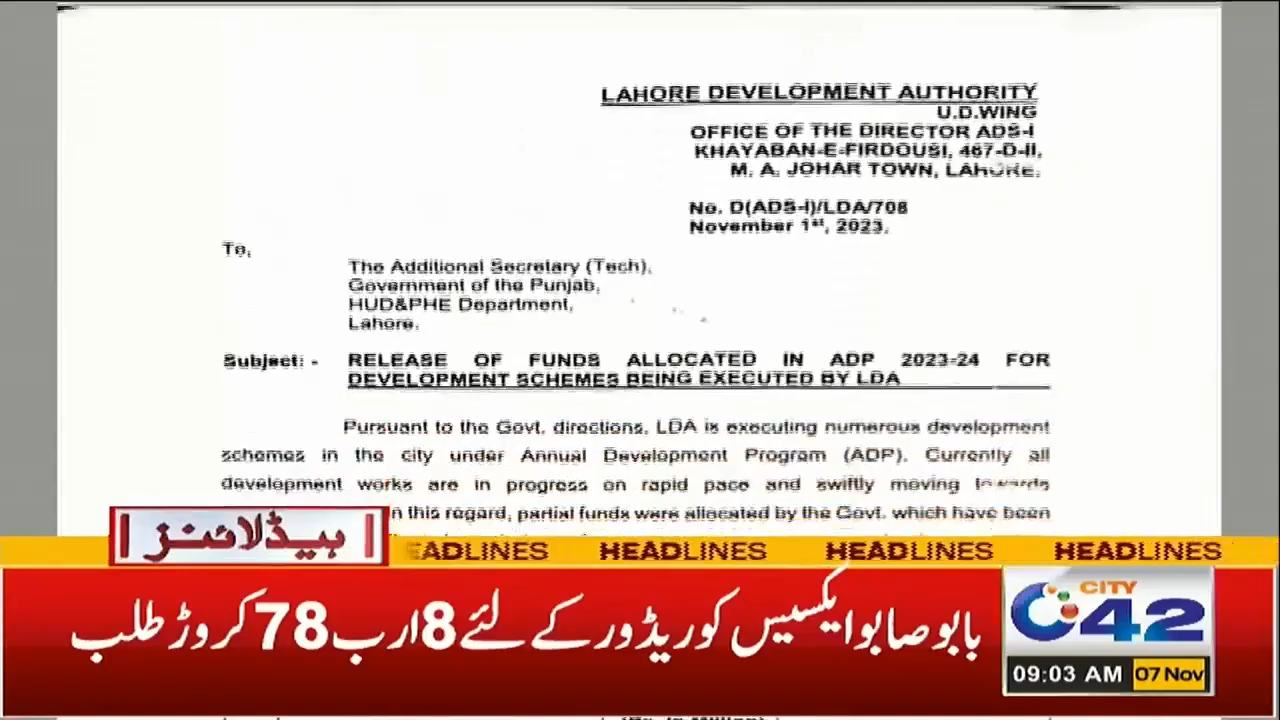 LAHORE DEVELOPMENT AUTHORITY
U.D.WING
OFFICE OF THE DIRECTOR ADS-I
KHAYABAN-E-FIRDOUSI, 467-D-II,
M. A. JOHAR TOWN, LAHORE.
No. D(ADS-I)/LDA/708
November 1st, 2023.
To,
The Additional Secretary (Tech),
Government of the Punjab,
HUD&PHE Department,
Lahore.
Subject: - RELEASE OF FUNDS ALLOCATED IN ADP 2023-24 FOR
DEVELOPMENT SCHEMES BEING EXECUTED BY LDA
Pursuant to the Govt. directions, LDA is executing numerous development
schemes in the city under Annual Development Program (ADP). Currently all
development works are in progress on rapid pace and swiftly moving towards
n this regard, partial funds were allocated by the Govt. which have been
ہیڈلائنز
EADLINES HEADLINES HEADLINES HEADLINES
بابو صابو ایکسیس کوریڈور کے لئے 8 ارب 78 کروڑ طلب
CITY
42
09:03 AM 07 Nov